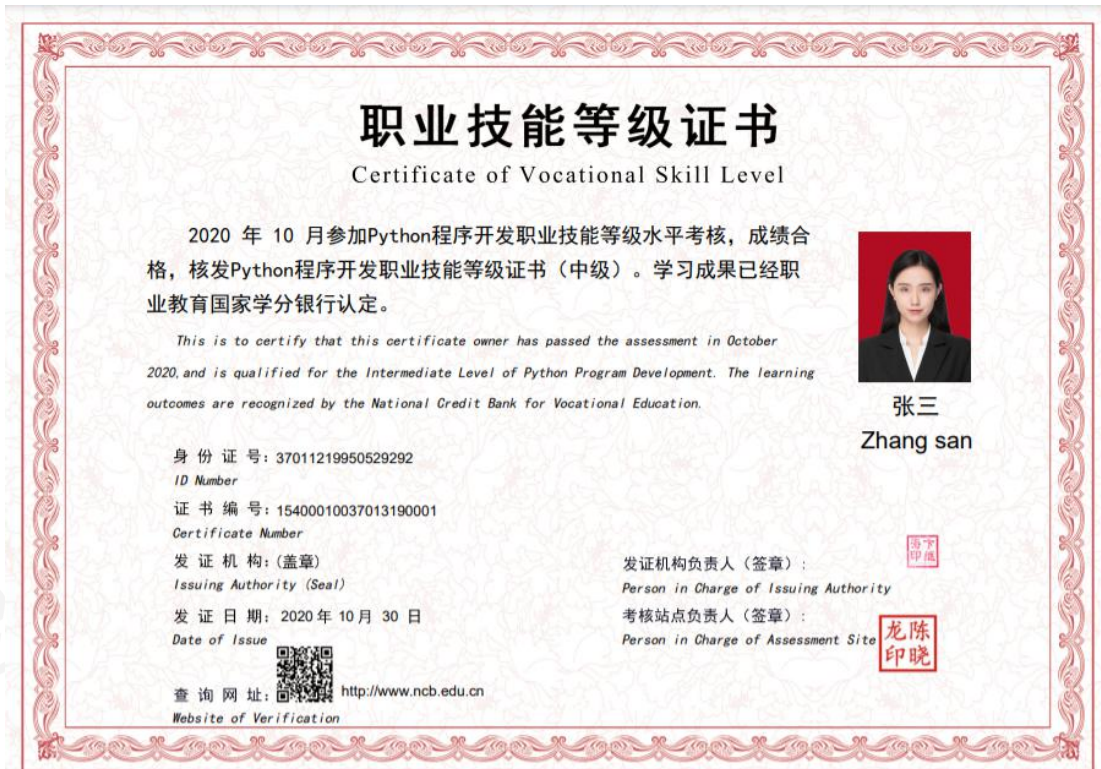 职业技能等级证书
Certificate of Vocational Skill Level
2020 年 10 月参加Python程序开发职业技能等级水平考核，成绩合
格，核发Python程序开发职业技能等级证书（中级）。学习成果已经职
业教育国家学分银行认定。
This is to certify that this certificate owner has passed the assessment in October
2020,and is qualified for the Intermediate Level of Python Program Development. The learning
outcomes are recognized by the National Credit Bank for Vocational Education.
张三
Zhang san
身 份 证 号：37011219950529292
ID Number
证 书 编 号：15400010037013190001
Certificate Number
发 证 机 构：(盖章)
Issuing Authority (Seal)
发 证 日 期：2020 年 10 月 30 日
Date of Issue
查 询 网 址：http://www.ncb.edu.cn
Website of Verification
发证机构负责人（签章）：
Person in Charge of Issuing Authority
考核站点负责人（签章）：
Person in Charge of Assessment Site
陈晓
龙印